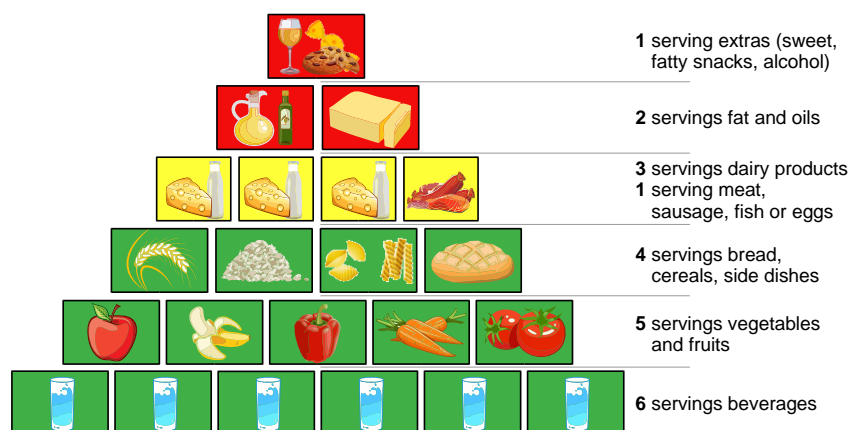 1 serving extras (sweet,
fatty snacks, alcohol)
2 servings fat and oils
3 servings dairy products
1 serving meat,
sausage, fish or eggs
4 servings bread,
cereals, side dishes
5 servings vegetables
and fruits
6 servings beverages